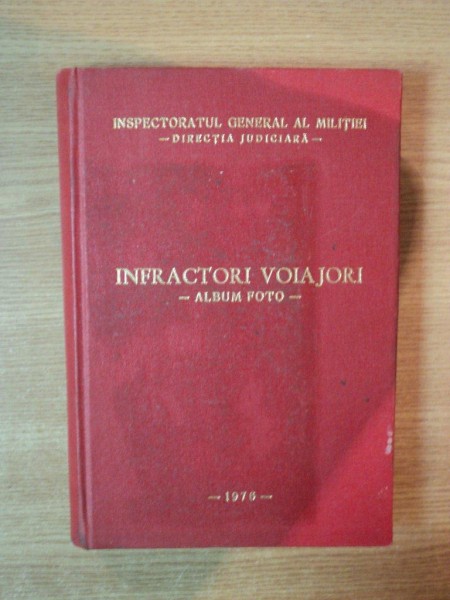 INSPECTORATUL GENERAL AL MILIȚIEI
— DIRECȚIA JUDICIARĂ —
INFRACTORI VOIAJORI
— ALBUM FOTO —
— 1976 —